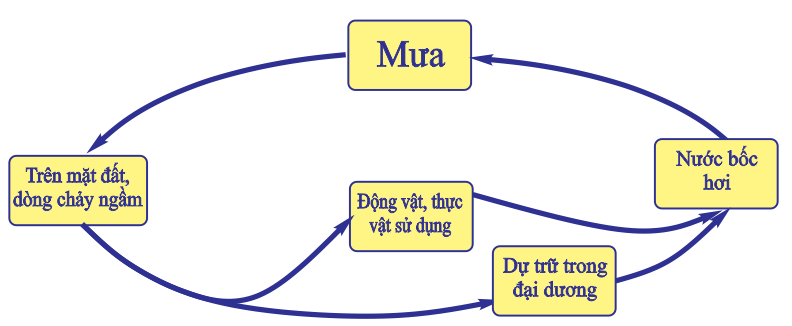 Mưa
Trên mặt đất,
dòng chảy ngầm
Nước bốc
hơi
Động vật, thực
vật sử dụng
Dự trữ trong
đại dương